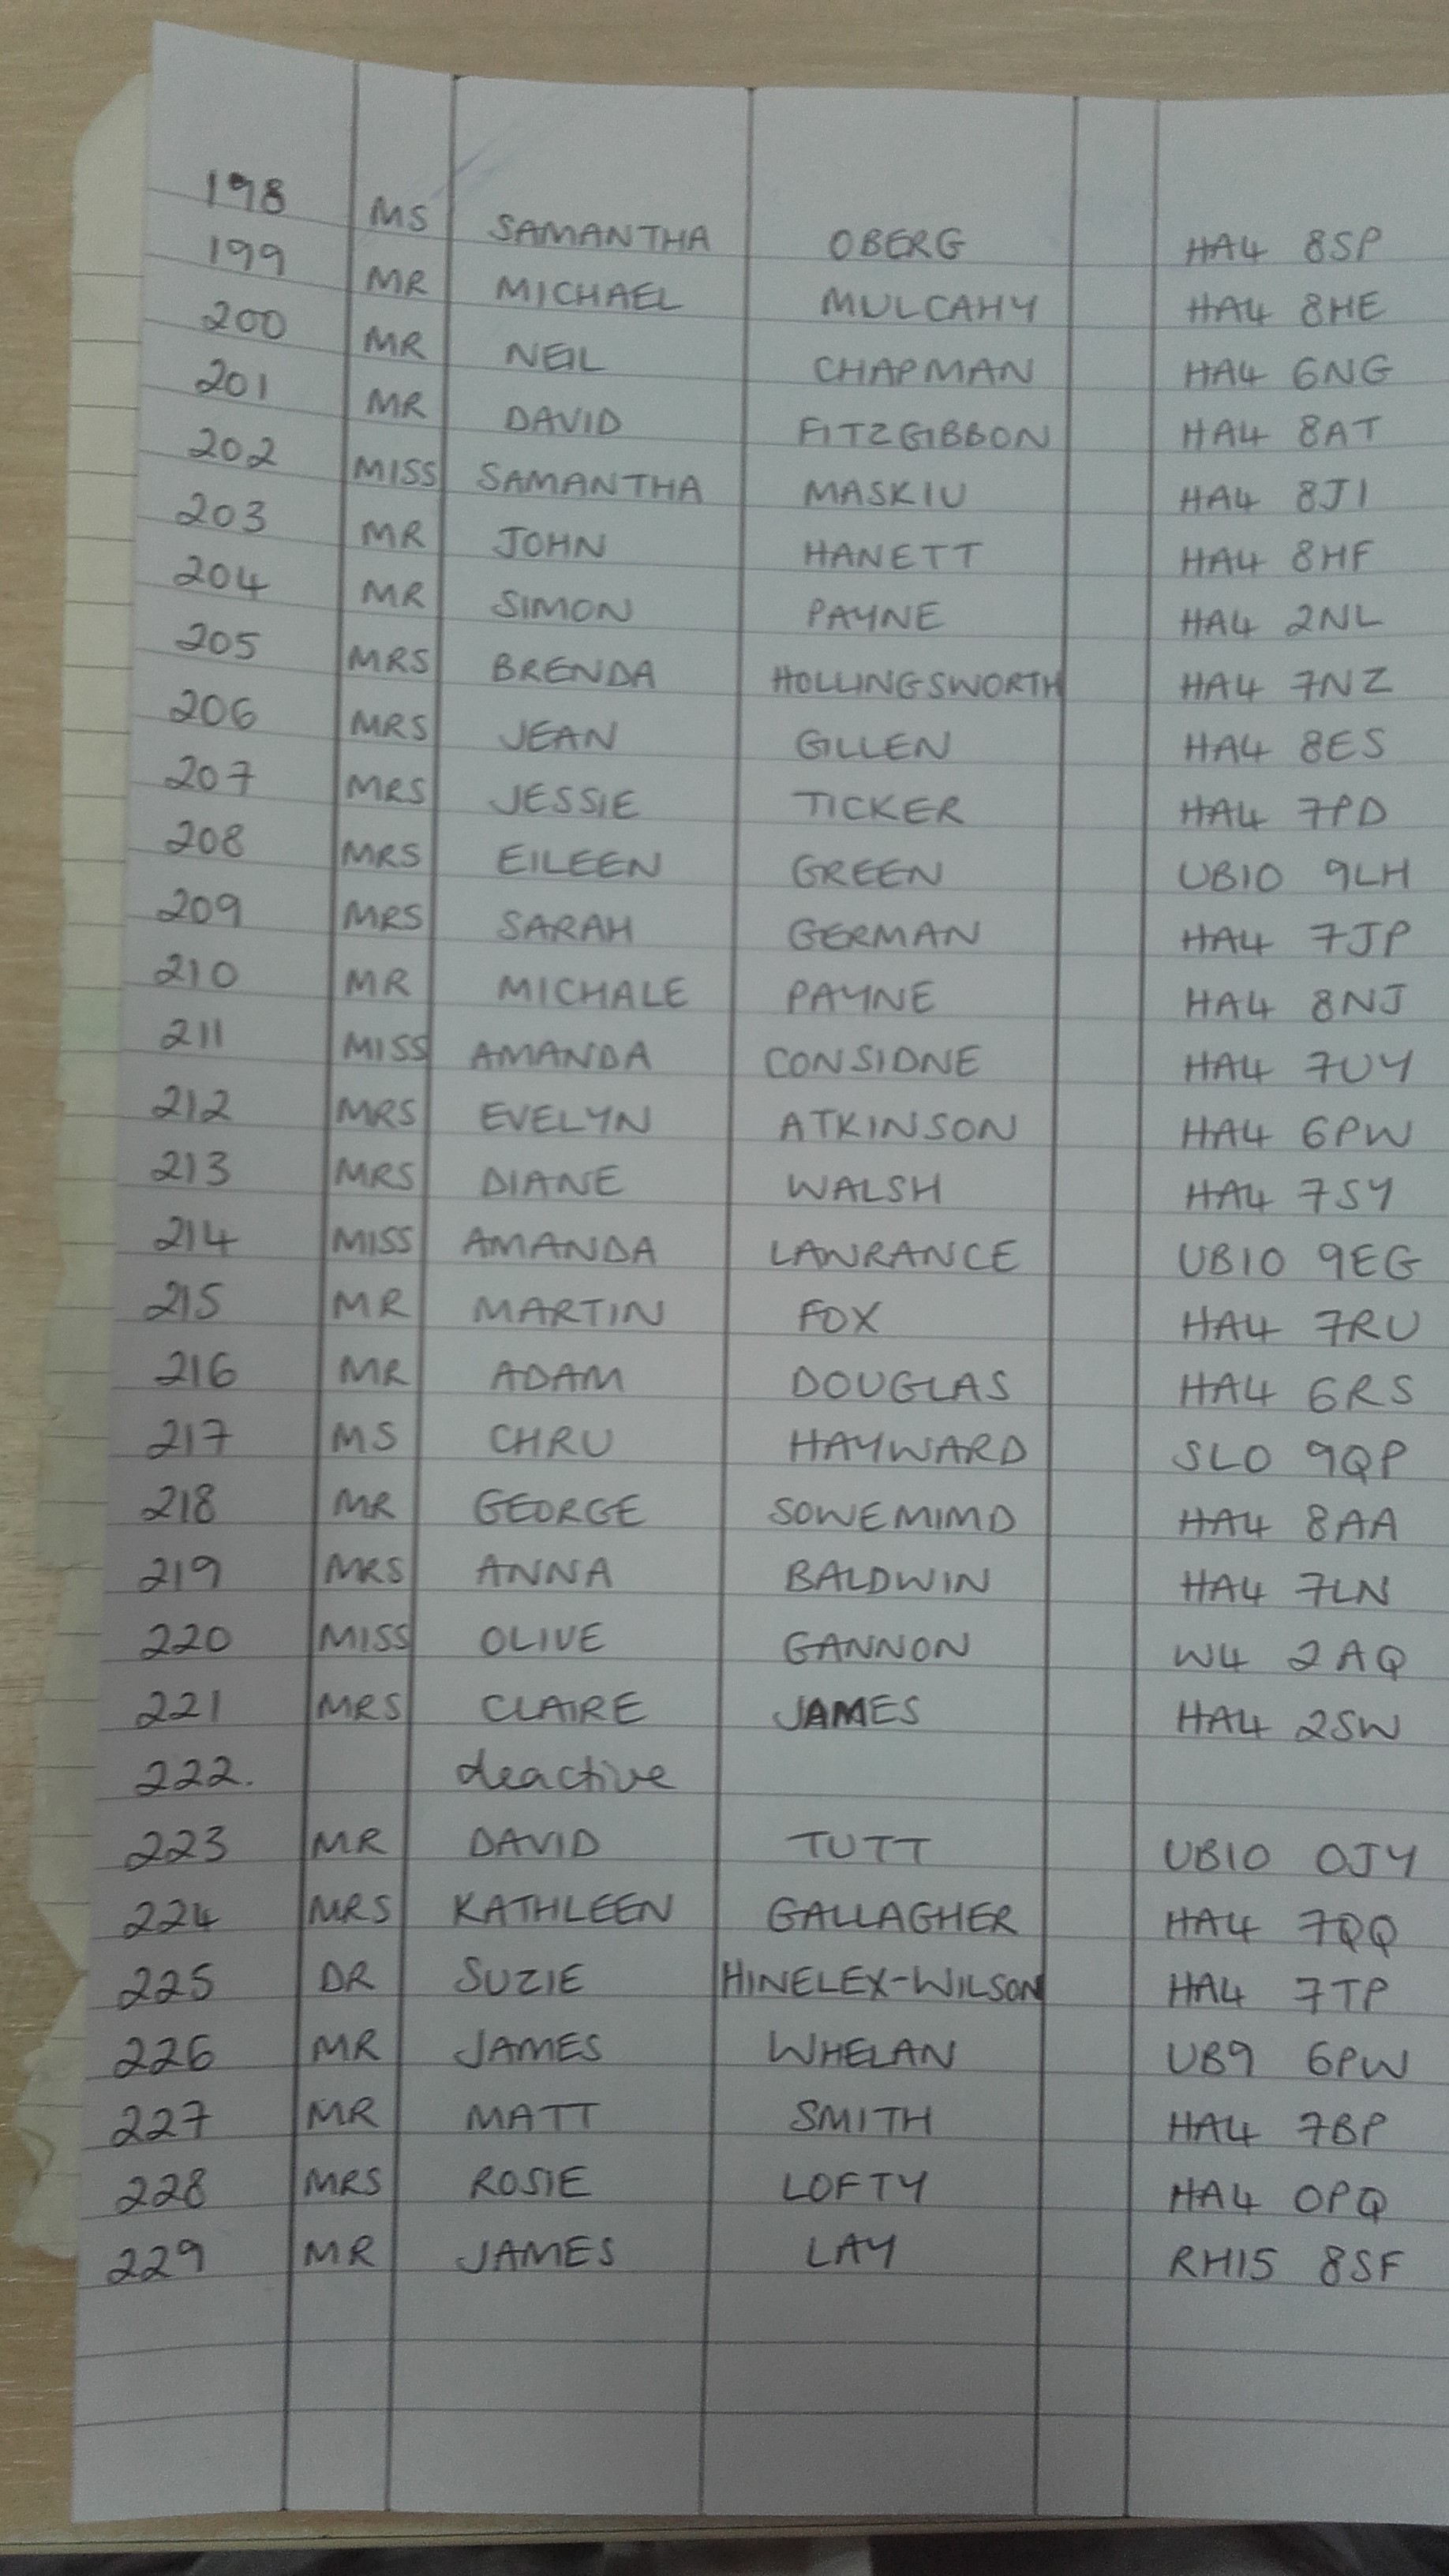 198 MS SAMANTHA OBERG HA4 8SP
199 MR MICHAEL MULCAHY HA4 8HE
200 MR NEIL CHAPMAN HA4 6NG
201 MR DAVID FITZGIBBON HA4 8AT
202 MISS SAMANTHA MASKIU HA4 8J1
203 MR JOHN HANETT HA4 8HF
204 MR SIMON PAYNE HA4 2NL
205 MRS BRENDA HOLLINGSWORTH HA4 7NZ
206 MRS JEAN GILLEN HA4 8ES
207 MRS JESSIE TICKER HA4 7PD
208 MRS EILEEN GREEN UB10 9LH
209 MRS SARAH GERMAN HA4 7JP
210 MR MICHALE PAYNE HA4 8NJ
211 MISS AMANDA CONSIDNE HA4 7UY
212 MRS EVELYN ATKINSON HA4 6PW
213 MRS DIANE WALSH HA4 7SY
214 MISS AMANDA LAWRANCE UB10 9EG
215 MR MARTIN FOX HA4 7RU
216 MR ADAM DOUGLAS HA4 6RS
217 MS CHRU HAYWARD SL0 9QP
218 MR GEORGE SOWEMIMO HA4 8AA
219 MRS ANNA BALDWIN HA4 7LN
220 MISS OLIVE GANNON W4 2AQ
221 MRS CLAIRE JAMES HA4 2SW
222. deactive
223 MR DAVID TUTT UB10 0JY
224 MRS KATHLEEN GALLAGHER HA4 7QQ
225 DR SUZIE HINELEX-WILSON HA4 7TP
226 MR JAMES WHELAN UB9 6PW
227 MR MATT SMITH HA4 7BP
228 MRS ROSIE LOFTY HA4 0PQ
229 MR JAMES LAY RH15 8SF